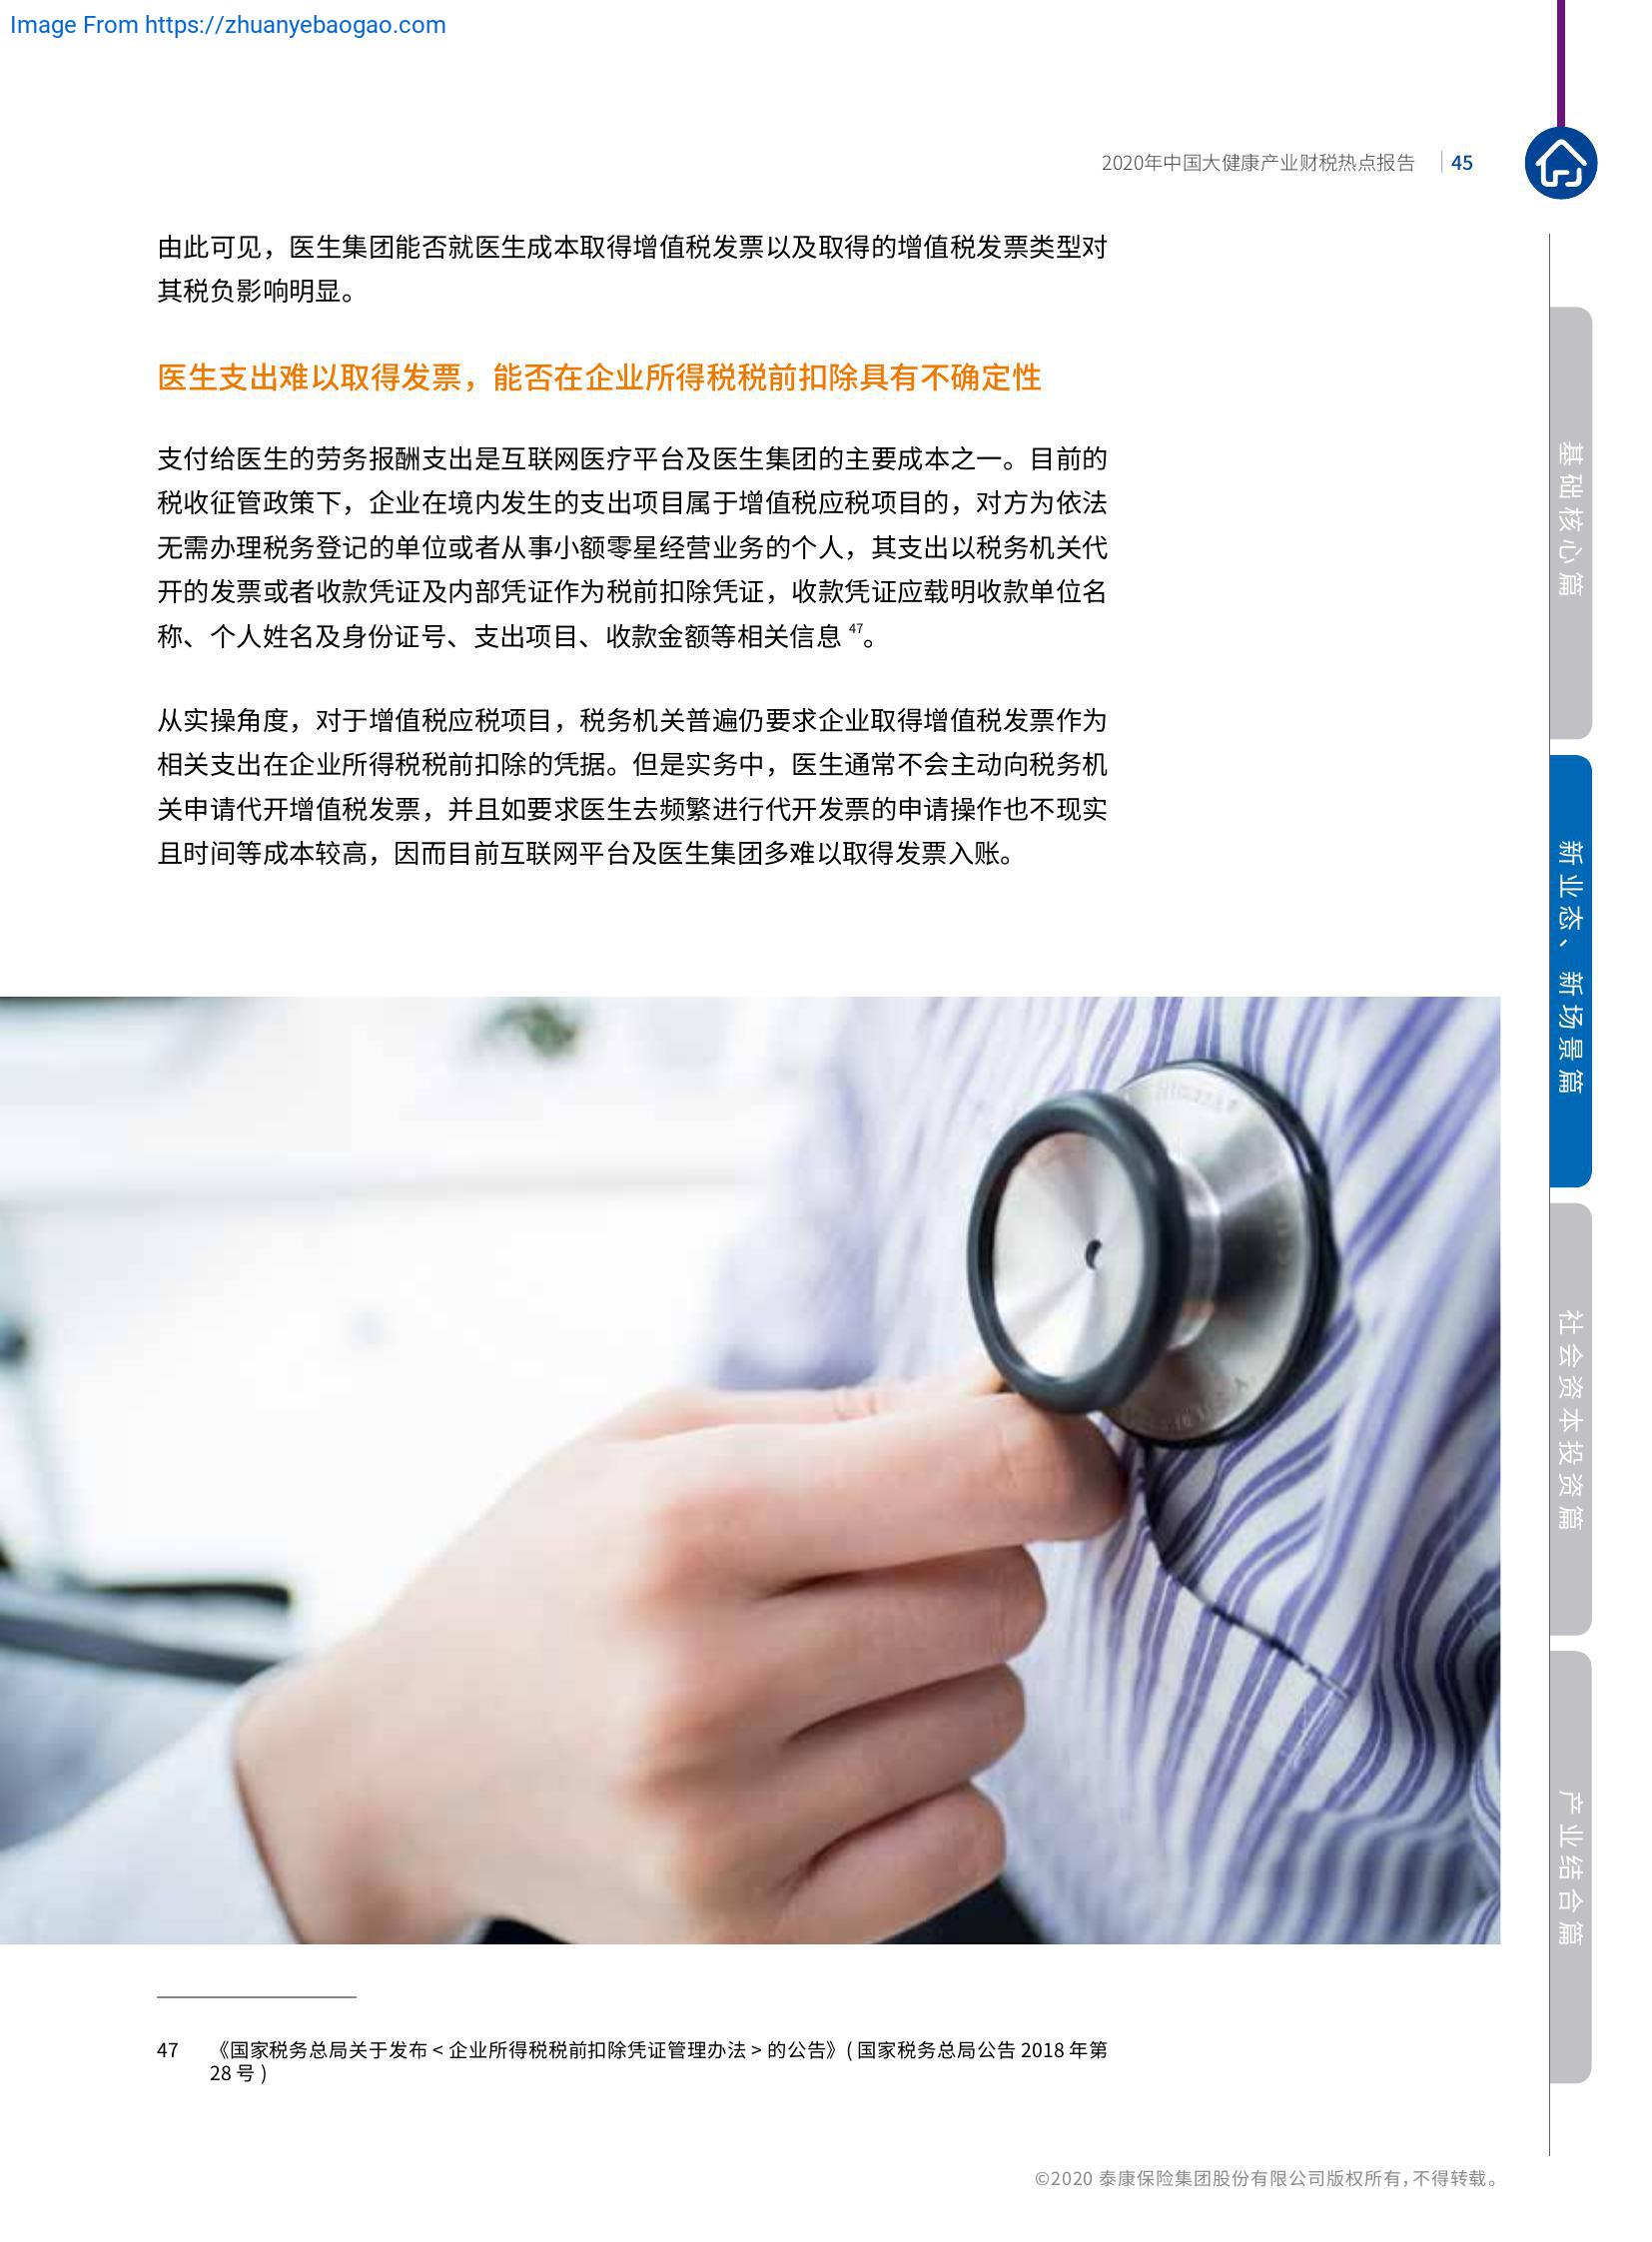 Image From https://zhuanyebaogao.com
2020年中国大健康产业财税热点报告 45
由此可见，医生集团能否就医生成本取得增值税发票以及取得的增值税发票类型对
其税负影响明显。
医生支出难以取得发票，能否在企业所得税税前扣除具有不确定性
支付给医生的劳务报酬支出是互联网医疗平台及医生集团的主要成本之一。目前的
税收征管政策下，企业在境内发生的支出项目属于增值税应税项目的，对方为依法
无需办理税务登记的单位或者从事小额零星经营业务的个人，其支出以税务机关代
开的发票或者收款凭证及内部凭证作为税前扣除凭证，收款凭证应载明收款单位名
称、个人姓名及身份证号、支出项目、收款金额等相关信息 47。
从实操角度，对于增值税应税项目，税务机关普遍仍要求企业取得增值税发票作为
相关支出在企业所得税税前扣除的凭据。但是实务中，医生通常不会主动向税务机
关申请代开增值税发票，并且如要求医生去频繁进行代开发票的申请操作也不现实
且时间等成本较高，因而目前互联网平台及医生集团多难以取得发票入账。
47 《国家税务总局关于发布 < 企业所得税税前扣除凭证管理办法 > 的公告》( 国家税务总局公告 2018 年第
28 号 )
©2020 泰康保险集团股份有限公司版权所有，不得转载。
基础核心篇
新业态、新场景篇
社会资本投资篇
产业结合篇